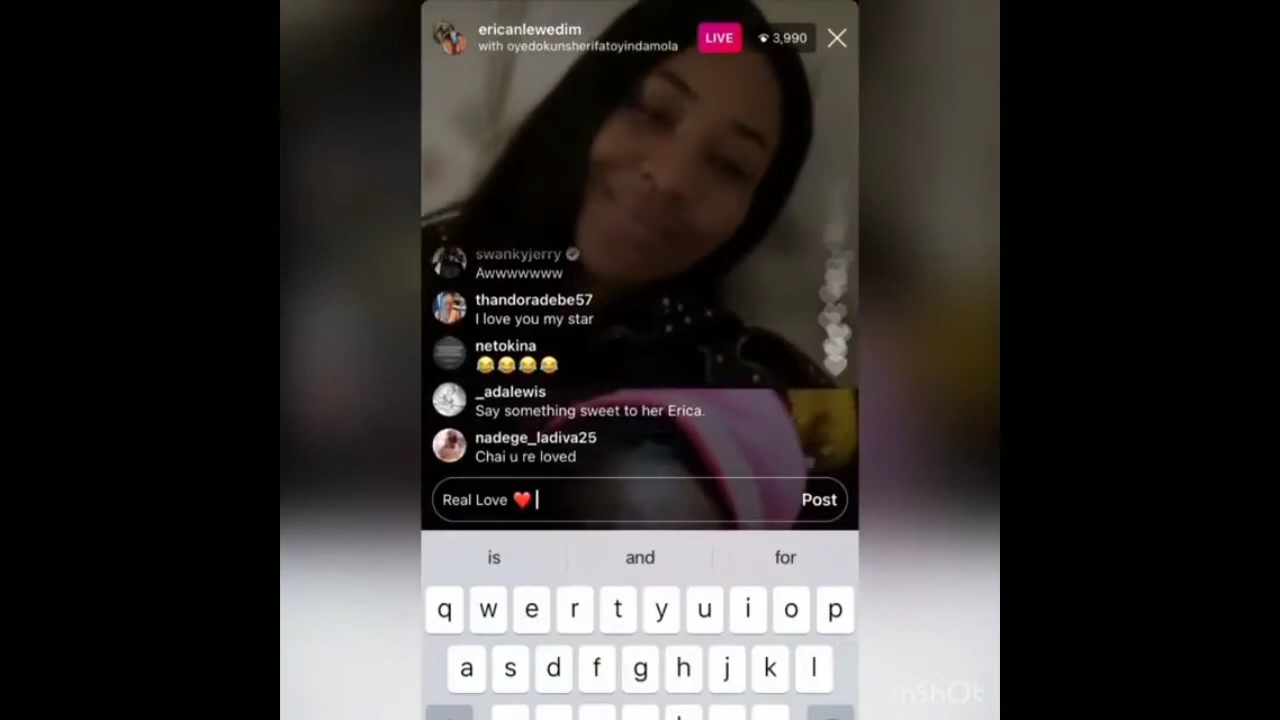 ericanlewedim
with oyedokunsherifatoyindamola
LIVE
3,990
swankyjerry
Awwwwwww
thandoradebe57
I love you my star
netokina
😂😂😂😂
_adalewis
Say something sweet to her Erica.
nadege_ladiva25
Chai u re loved
Real Love ❤️
Post
is and for
q w e r t y u i o p
a s d f g h j k l
InShOt